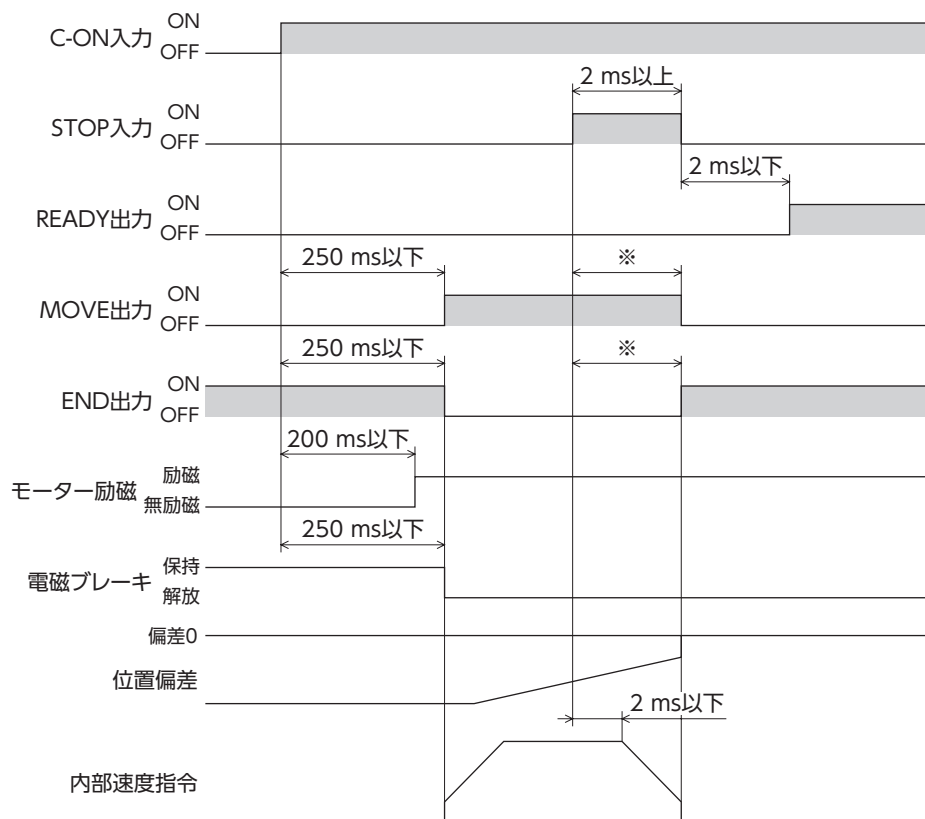 C-ON入力 ON
OFF
2 ms以上
STOP入力 ON
OFF
2 ms以下
READY出力 ON
OFF
250 ms以下 ※
MOVE出力 ON
OFF
250 ms以下 ※
END出力 ON
OFF
200 ms以下
モーター励磁 励磁
無励磁
250 ms以下
電磁ブレーキ 保持
解放
偏差0
位置偏差
2 ms以下
内部速度指令